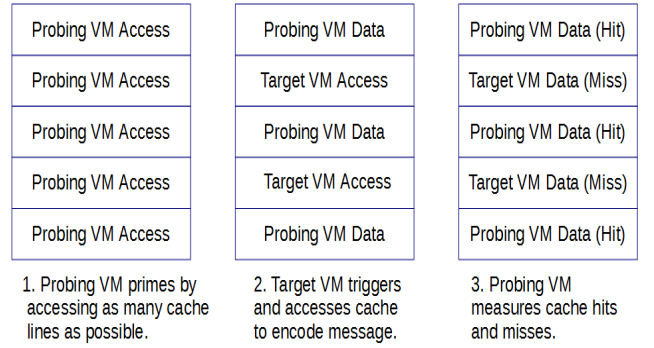 Probing VM Access
Probing VM Access
Probing VM Access
Probing VM Access
Probing VM Access
1. Probing VM primes by
accessing as many cache
lines as possible.
Probing VM Data
Target VM Access
Probing VM Data
Target VM Access
Probing VM Data
2. Target VM triggers
and accesses cache
to encode message.
Probing VM Data (Hit)
Target VM Data (Miss)
Probing VM Data (Hit)
Target VM Data (Miss)
Probing VM Data (Hit)
3. Probing VM
measures cache hits
and misses.